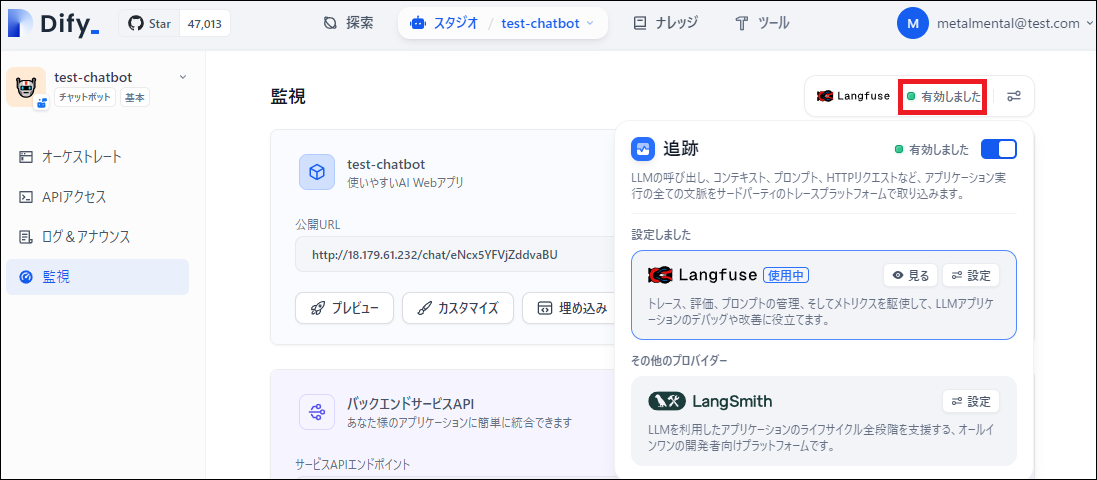 Dify_
Star 47,013
探索
スタジオ / test-chatbot
ナレッジ
ツール
M metalmental@test.com
test-chatbot
チャットボット 基本
オーケストレート
APIアクセス
ログ＆アナウンス
監視
監視
Langfuse 有効しました
test-chatbot
使いやすいAI Webアプリ
公開URL
http://18.179.61.232/chat/eNcx5YFVjZddvaBU
プレビュー カスタマイズ 埋め込み
バックエンドサービスAPI
あなた様のアプリケーションに簡単に統合できます
サービスAPIエンドポイント
追跡 有効しました
LLMの呼び出し、コンテキスト、プロンプト、HTTPリクエストなど、アプリケーション実
行の全ての文脈をサードパーティのトレースプラットフォームで取り込みます。
設定しました
Langfuse 使用中 見る 設定
トレース、評価、プロンプトの管理、そしてメトリクスを駆使して、LLMアプリケ
ーションのデバッグや改善に役立てます。
その他のプロバイダー
LangSmith 設定
LLMを利用したアプリケーションのライフサイクル全段階を支援する、オールイ
ンワンの開発者向けプラットフォームです。